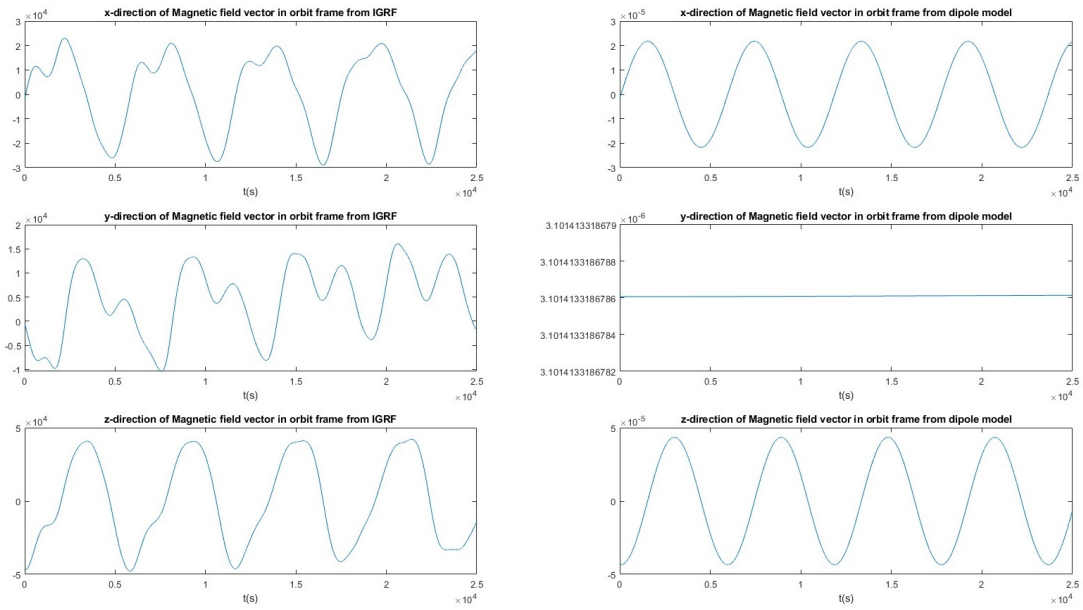 x-direction of Magnetic field vector in orbit frame from IGRF
×10⁴
3
2
1
0
-1
-2
-3
0 0.5 1 1.5 2 2.5
t(s)
×10⁴
x-direction of Magnetic field vector in orbit frame from dipole model
×10⁻⁵
3
2
1
0
-1
-2
-3
0 0.5 1 1.5 2 2.5
t(s)
×10⁴
y-direction of Magnetic field vector in orbit frame from IGRF
×10⁴
2
1.5
1
0.5
0
-0.5
-1
0 0.5 1 1.5 2 2.5
t(s)
×10⁴
y-direction of Magnetic field vector in orbit frame from dipole model
×10⁻⁶
3.101413318679
3.1014133186788
3.1014133186786
3.1014133186784
3.1014133186782
0 0.5 1 1.5 2 2.5
t(s)
×10⁴
z-direction of Magnetic field vector in orbit frame from IGRF
×10⁴
5
0
-5
0 0.5 1 1.5 2 2.5
t(s)
×10⁴
z-direction of Magnetic field vector in orbit frame from dipole model
×10⁻⁵
5
0
-5
0 0.5 1 1.5 2 2.5
t(s)
×10⁴